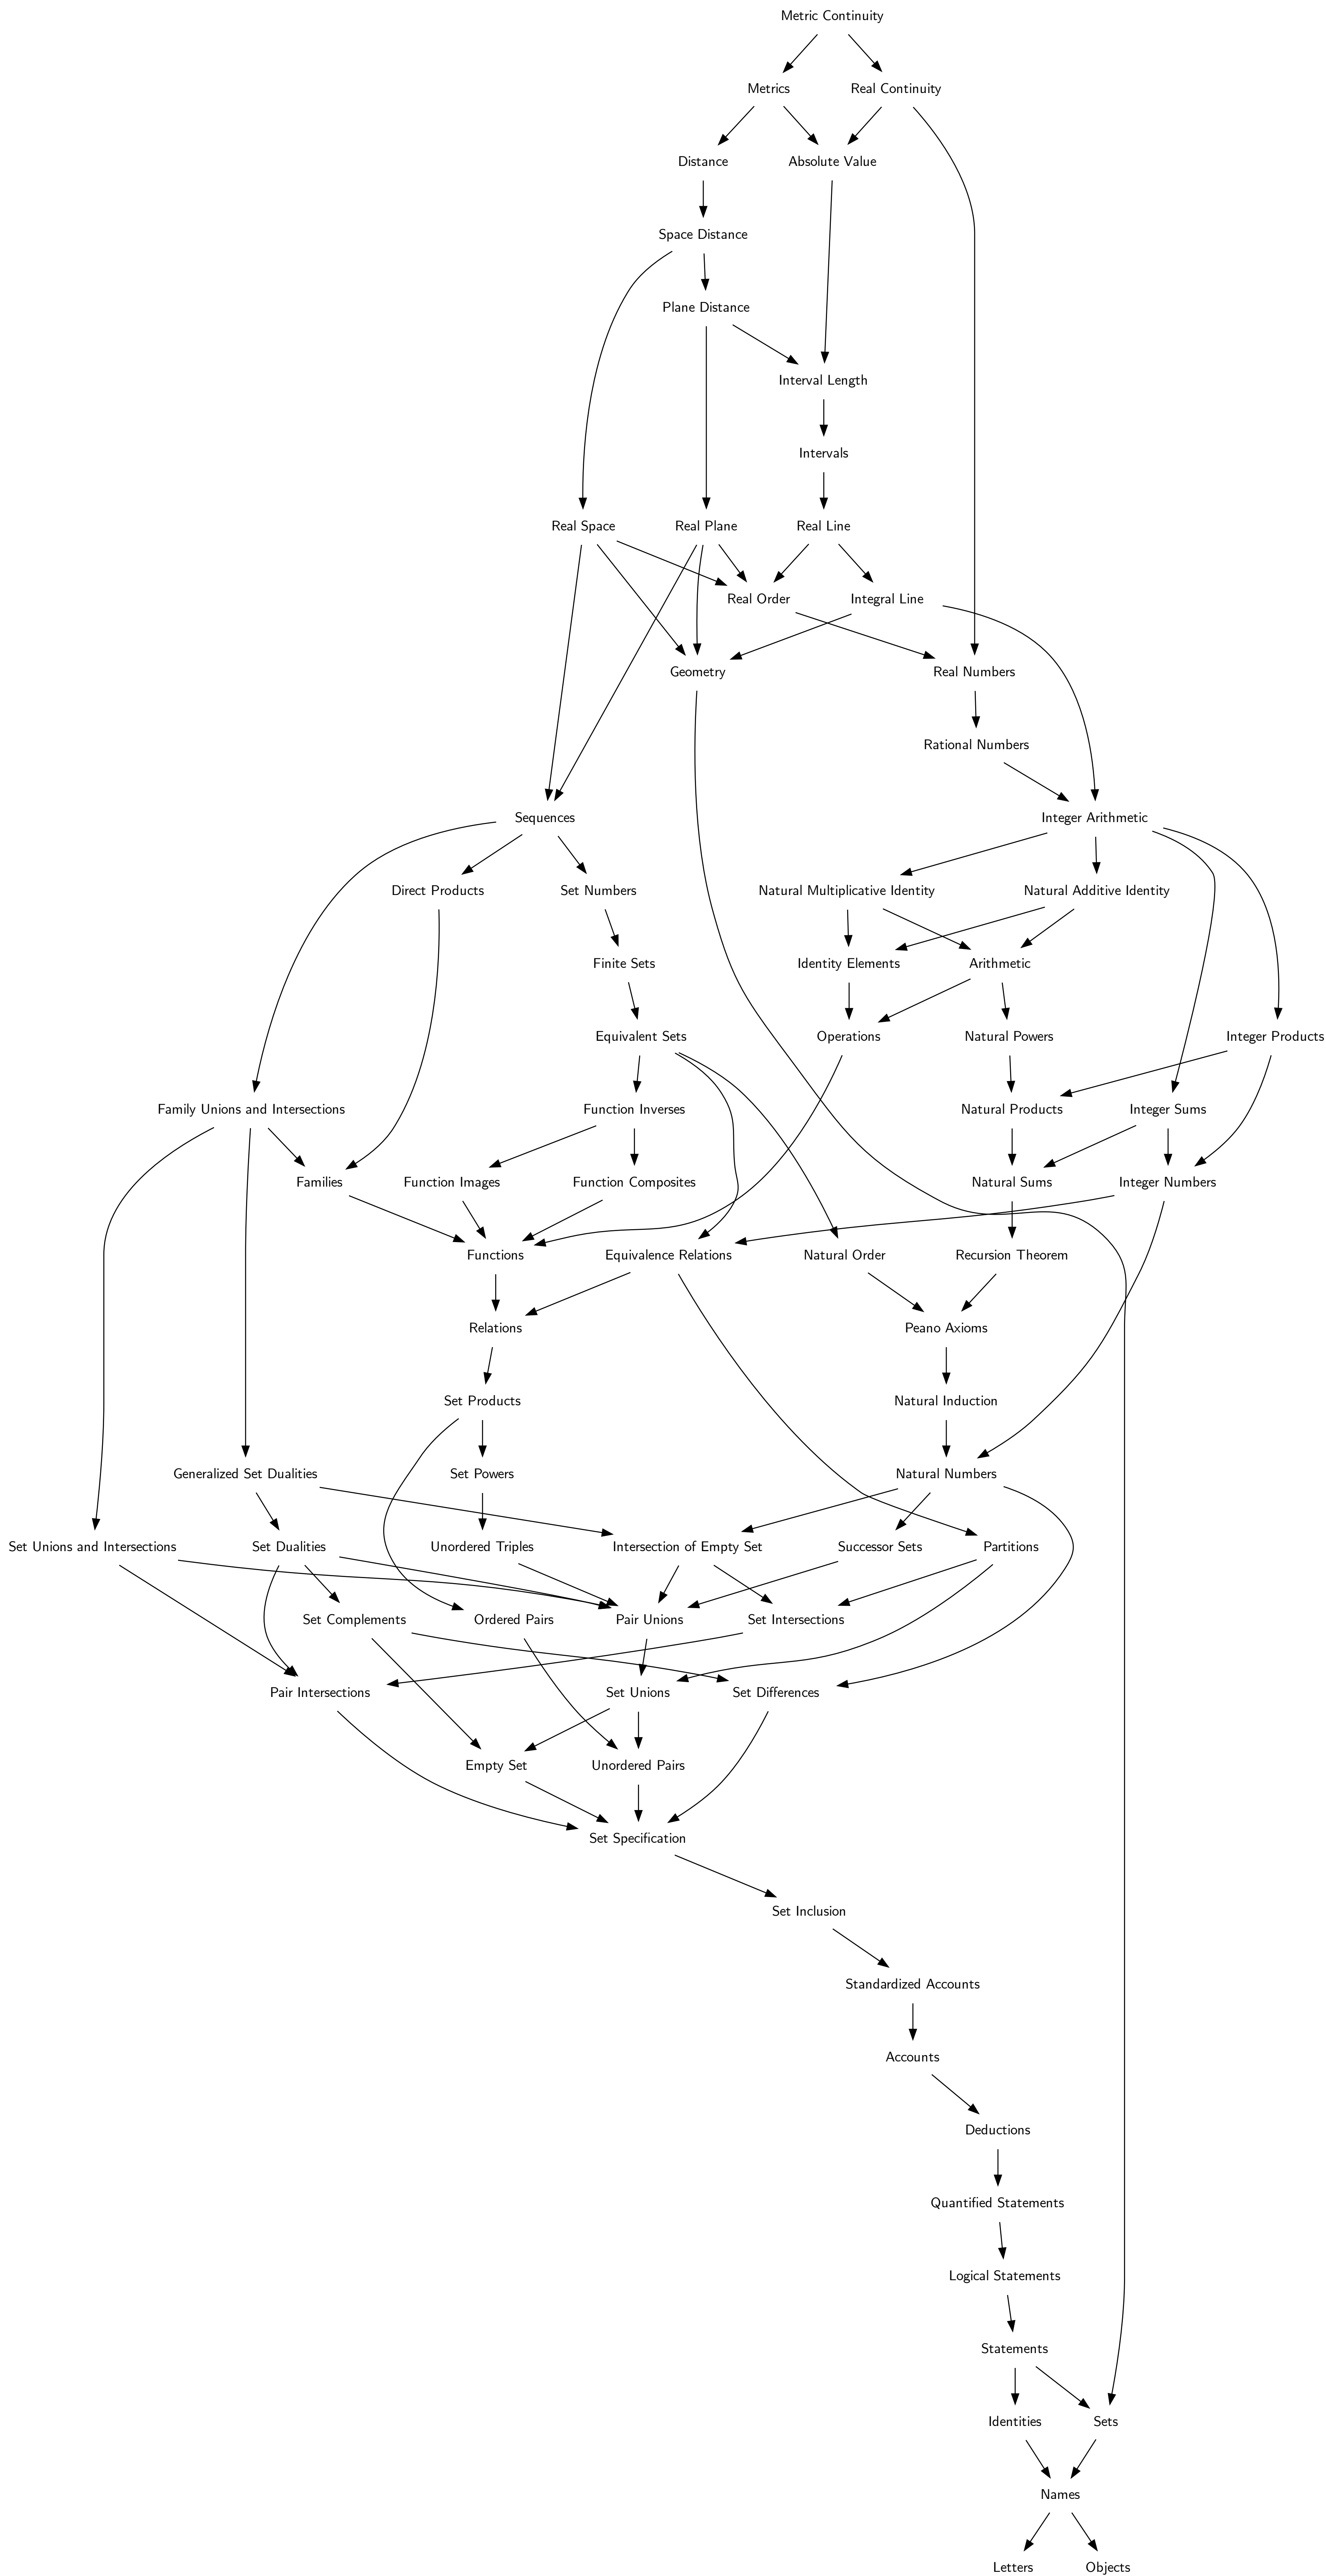 Metric Continuity
Metrics
Real Continuity
Distance
Absolute Value
Space Distance
Plane Distance
Interval Length
Intervals
Real Space
Real Plane
Real Line
Real Order
Integral Line
Geometry
Real Numbers
Rational Numbers
Sequences
Integer Arithmetic
Direct Products
Set Numbers
Natural Multiplicative Identity
Natural Additive Identity
Finite Sets
Identity Elements
Arithmetic
Equivalent Sets
Operations
Natural Powers
Integer Products
Family Unions and Intersections
Function Inverses
Natural Products
Integer Sums
Families
Function Images
Function Composites
Natural Sums
Integer Numbers
Functions
Equivalence Relations
Natural Order
Recursion Theorem
Relations
Peano Axioms
Set Products
Natural Induction
Generalized Set Dualities
Set Powers
Natural Numbers
Set Unions and Intersections
Set Dualities
Unordered Triples
Intersection of Empty Set
Successor Sets
Partitions
Set Complements
Ordered Pairs
Pair Unions
Set Intersections
Pair Intersections
Set Unions
Set Differences
Empty Set
Unordered Pairs
Set Specification
Set Inclusion
Standardized Accounts
Accounts
Deductions
Quantified Statements
Logical Statements
Statements
Identities
Sets
Names
Letters
Objects